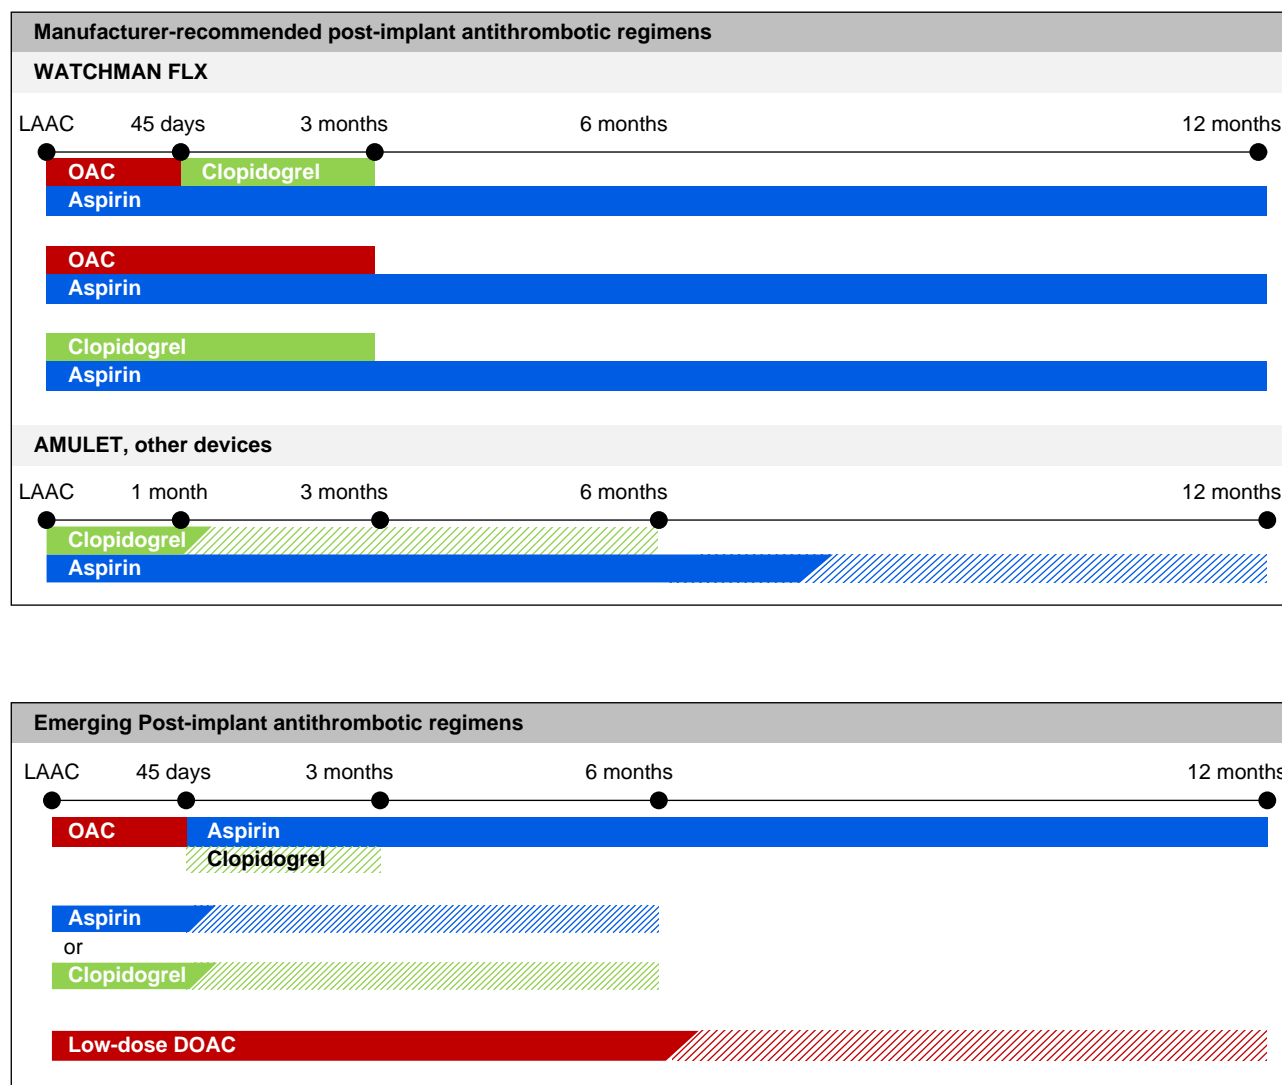 Manufacturer-recommended post-implant antithrombotic regimens
WATCHMAN FLX
LAAC 45 days 3 months 6 months 12 months
OAC Clopidogrel
Aspirin
OAC
Aspirin
Clopidogrel
Aspirin
AMULET, other devices
LAAC 1 month 3 months 6 months 12 months
Clopidogrel
Aspirin
Emerging Post-implant antithrombotic regimens
LAAC 45 days 3 months 6 months 12 months
OAC Aspirin
Clopidogrel
Aspirin
or
Clopidogrel
Low-dose DOAC